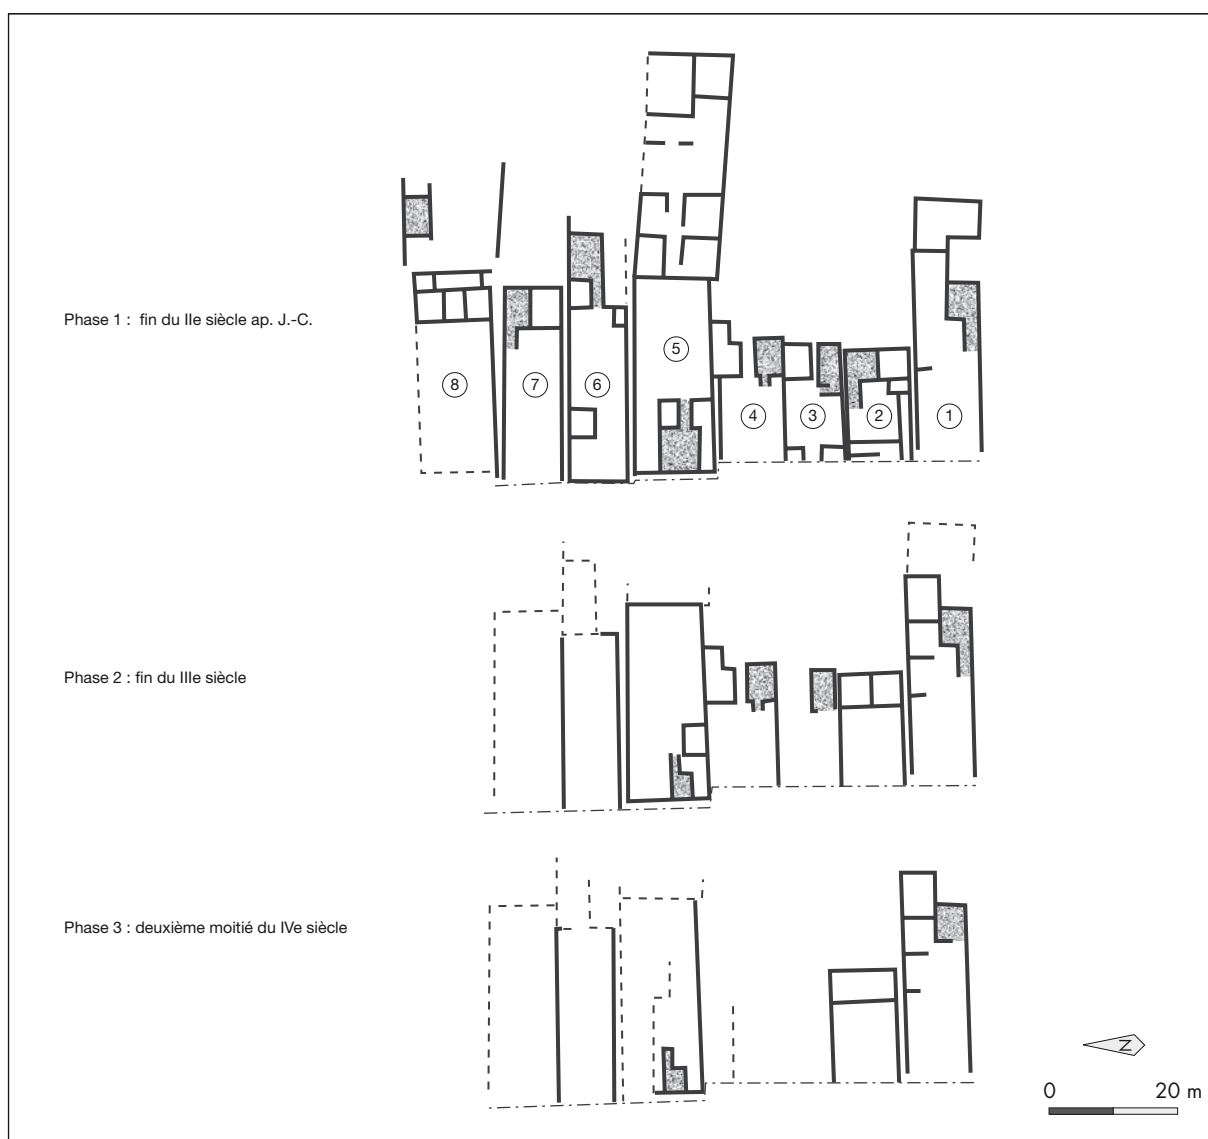 Phase 1 : fin du IIe siècle ap. J.-C.
8
7
6
5
4
3
2
1
Phase 2 : fin du IIIe siècle
Phase 3 : deuxième moitié du IVe siècle
N
0 20 m